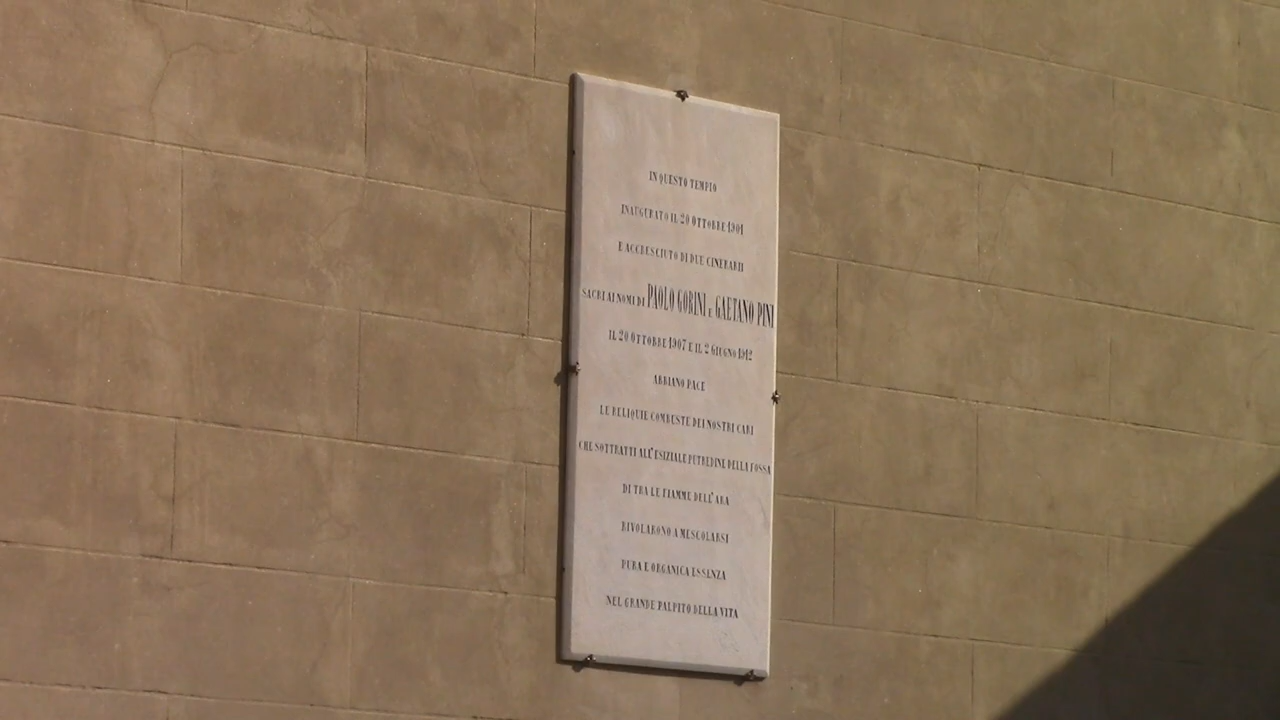 IN QUESTO TEMPIO
INAUGURATO IL 20 OTTOBRE 1901
E ACCRESCIUTO DI DUE CINERARII
SACRI AI NOMI DI PAOLO GORINI E GAETANO PINI
IL 20 OTTOBRE 1907 E IL 2 GIUGNO 1912
ABBIANO PACE
LE RELIQUIE COMBUSTE DEI NOSTRI CARI
CHE SOTTRATTI ALL'ESIZIALE PUTREDINE DELLA FOSSA
DI TRA LE FIAMME DELL'ARA
RIVOLARONO A MESCOLARSI
PURA E ORGANICA ESSENZA
NEL GRANDE PALPITO DELLA VITA